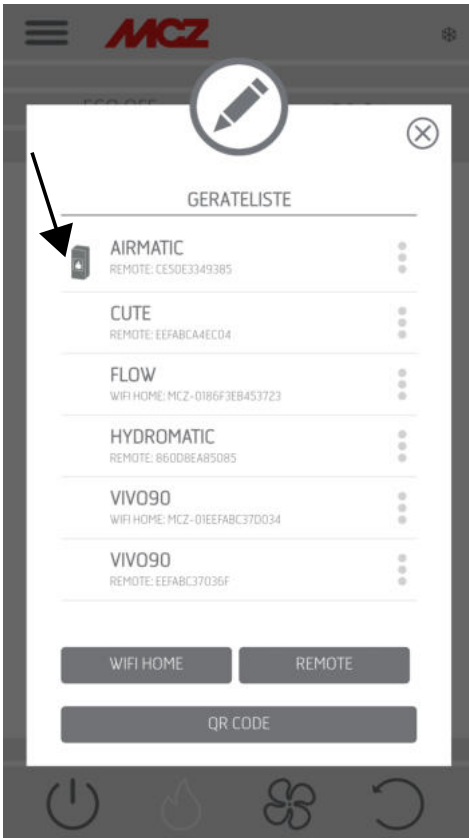 MCZ
GERATELISTE
AIRMATIC
REMOTE: CE50E3349385
CUTE
REMOTE: EEFABCA4EC04
FLOW
WIFI HOME: MCZ-0186F3EB453723
HYDROMATIC
REMOTE: 860D8EA85085
VIVO90
WIFI HOME: MCZ-01EEFABC37D034
VIVO90
REMOTE: EEFABC37036F
WIFI HOME
REMOTE
QR CODE